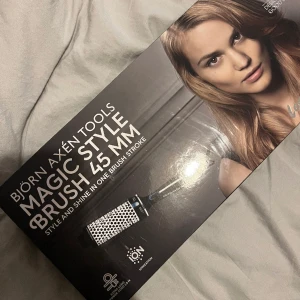 BJÖRN AXÉN TOOLS
MAGIC STYLE
BRUSH 45 MM
STYLE AND SHINE IN ONE BRUSH STROKE
ION